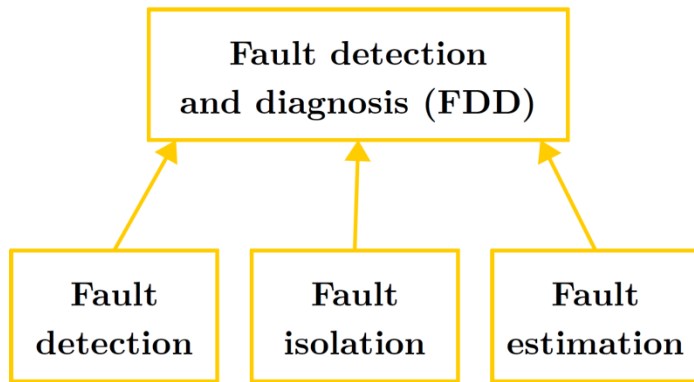 Fault detection
and diagnosis (FDD)
Fault
detection
Fault
isolation
Fault
estimation